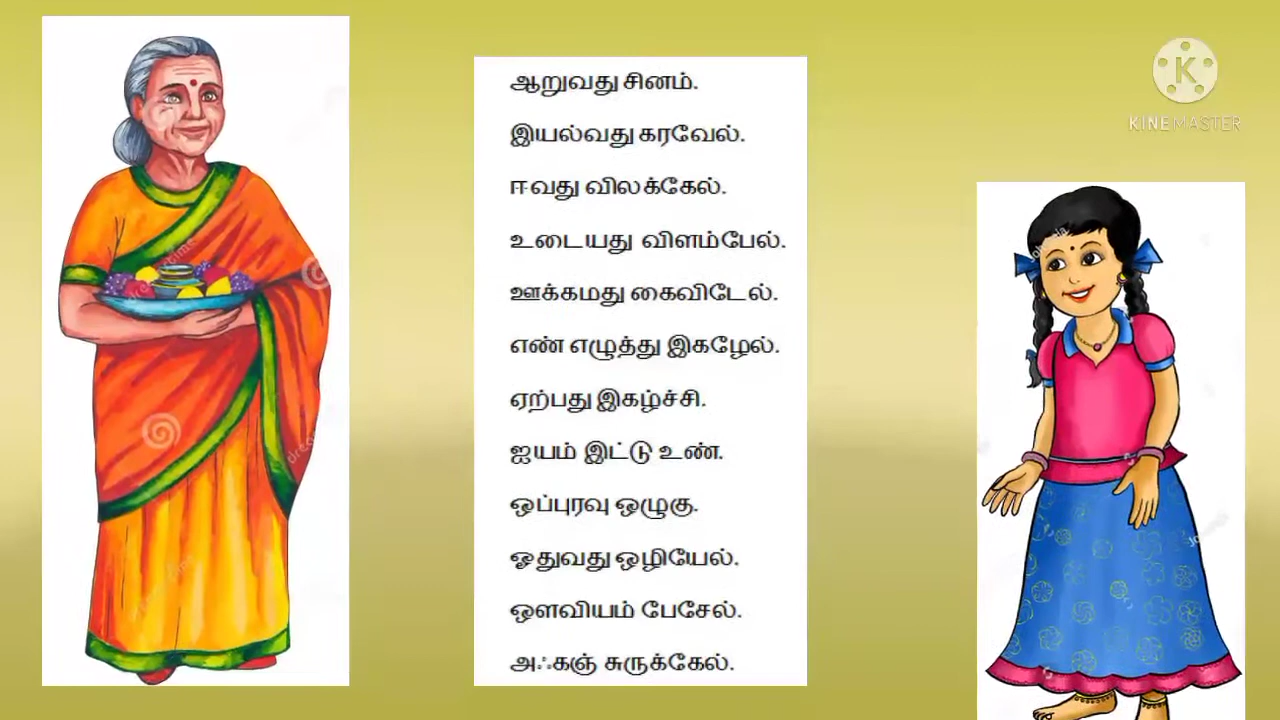 ஆறுவது சினம்.
இயல்வது கரவேல்.
ஈவது விலக்கேல்.
உடையது விளம்பேல்.
ஊக்கமது கைவிடேல்.
எண் எழுத்து இகழேல்.
ஏற்பது இகழ்ச்சி.
ஐயம் இட்டு உண்.
ஒப்புரவு ஒழுகு.
ஓதுவது ஒழியேல்.
ஒளவியம் பேசேல்.
அஃகஞ் சுருக்கேல்.
K
KINEMASTER